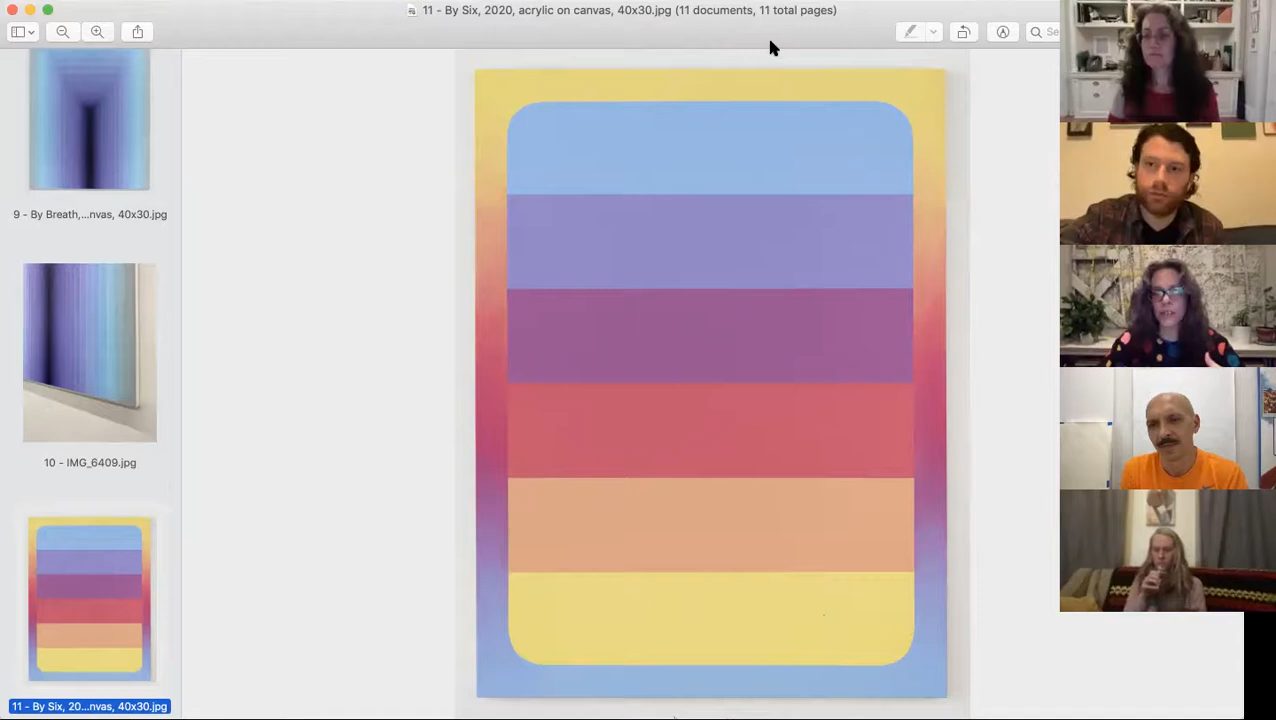 11 - By Six, 2020, acrylic on canvas, 40x30.jpg (11 documents, 11 total pages)
Se
9 - By Breath,...nvas, 40x30.jpg
10 - IMG_6409.jpg
11 - By Six, 20...nvas, 40x30.jpg